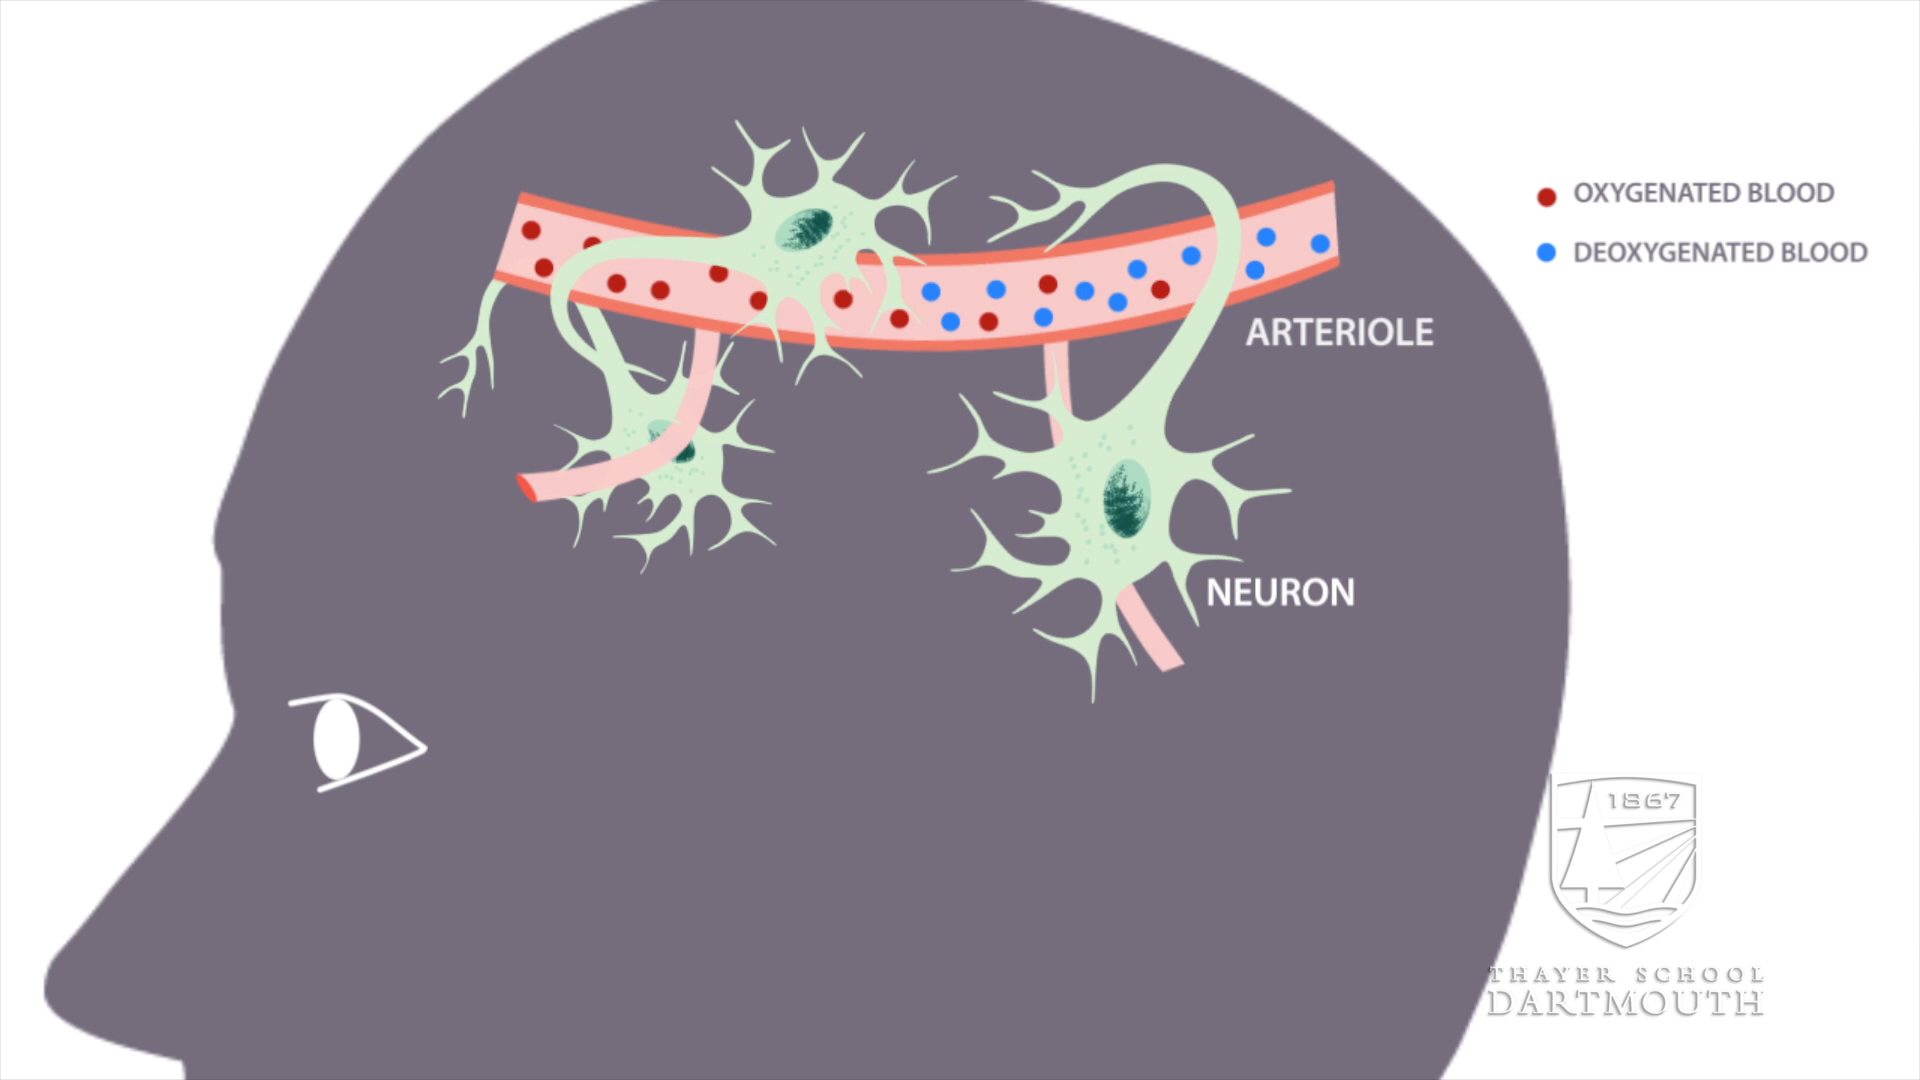 OXYGENATED BLOOD
DEOXYGENATED BLOOD
ARTERIOLE
NEURON
1867
THAYER SCHOOL
DARTMOUTH